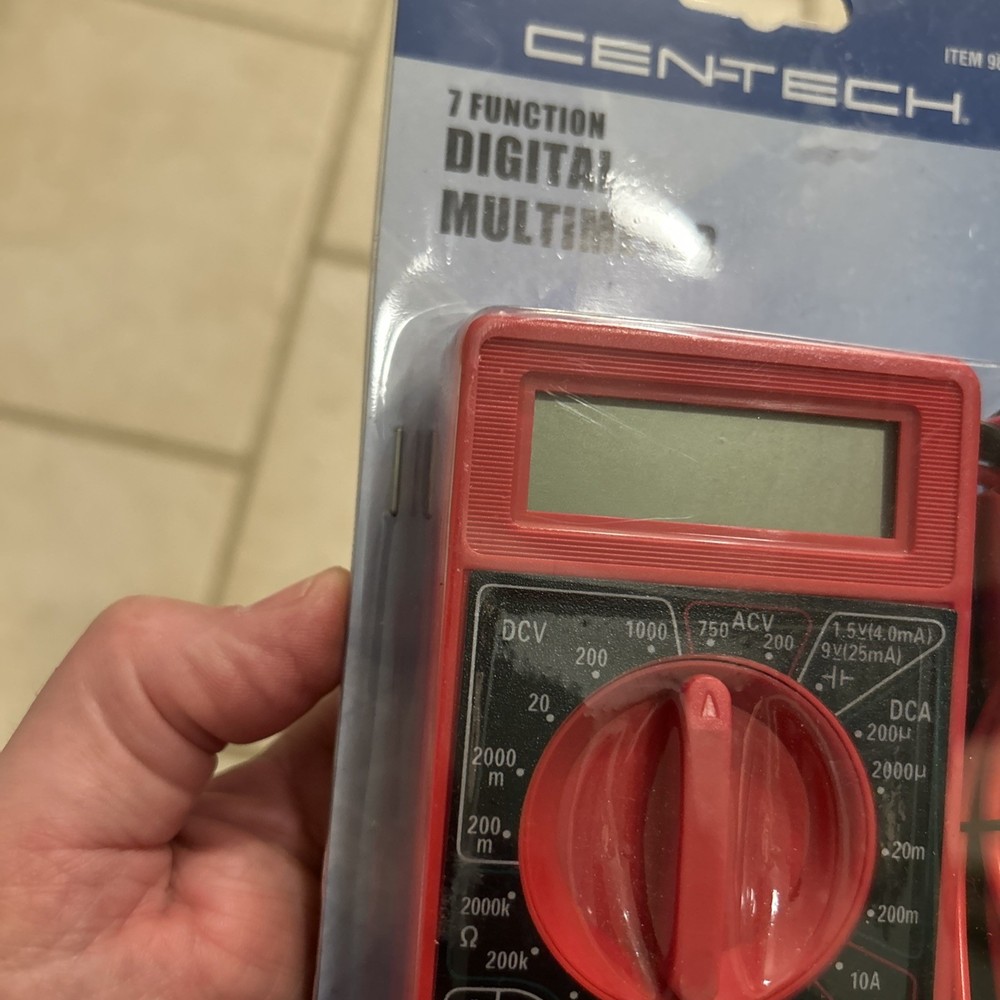 CEN-TECH
ITEM
7 FUNCTION
DIGITAL
DCV
1000
750
ACV
200
1.5V(4.0mA)
9V(25mA)
200
20
DCA
200µ
2000
m
2000µ
200
m
20m
2000k
Ω
200m
200k
10A